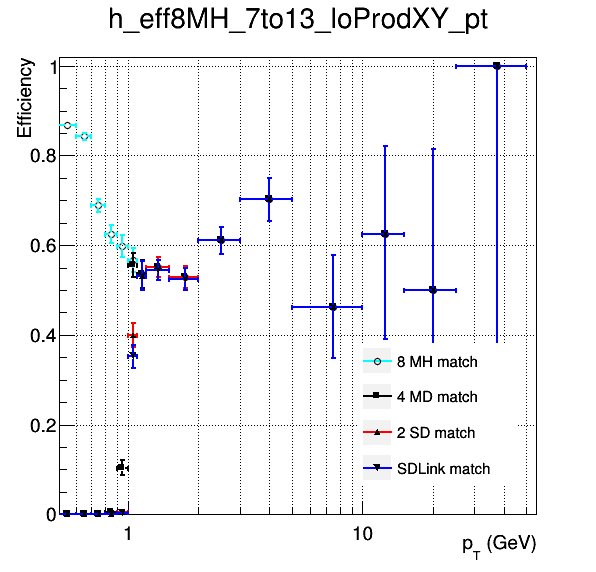 h_eff8MH_7to13_loProdXY_pt
Efficiency
1
0.8
0.6
0.4
0.2
0
8 MH match
4 MD match
2 SD match
SDLink match
1
10
p_T (GeV)